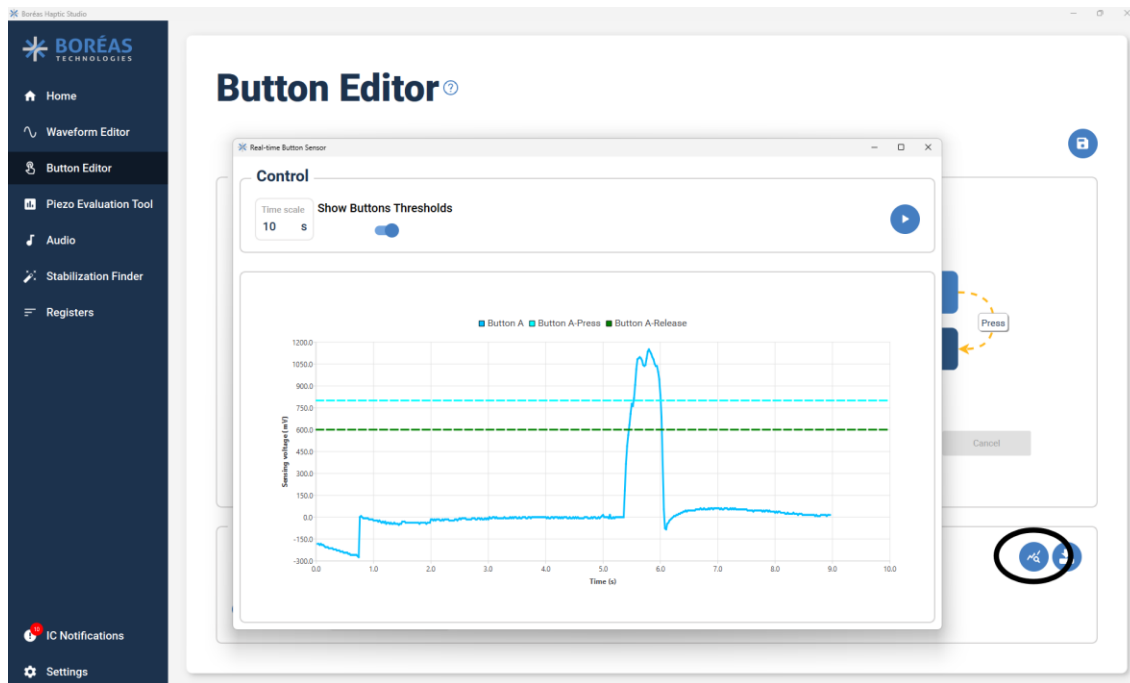 Boréas Haptic Studio
BORÉAS
TECHNOLOGIES
Home
Waveform Editor
Button Editor
Piezo Evaluation Tool
Audio
Stabilization Finder
Registers
10
IC Notifications
Settings
Button Editor
Real-time Button Sensor
Control
Time scale
10 s
Show Buttons Thresholds
Button A Button A-Press Button A-Release
1200.0
1050.0
900.0
750.0
600.0
450.0
300.0
150.0
0.0
-150.0
-300.0
Sensing voltage (mV)
0.0 1.0 2.0 3.0 4.0 5.0 6.0 7.0 8.0 9.0 10.0
Time (s)
Press
Cancel